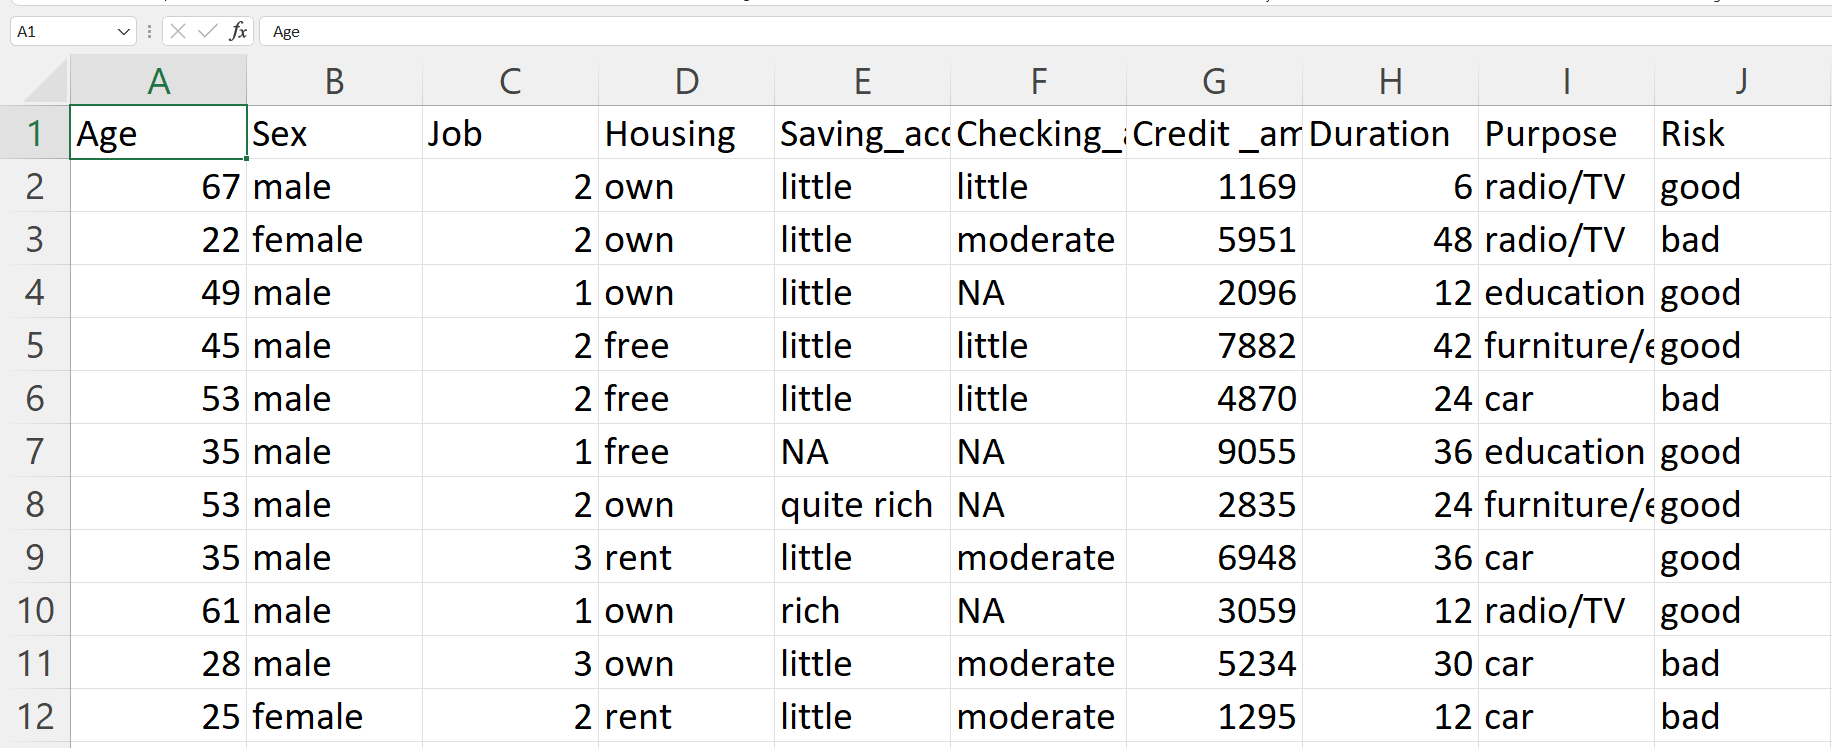 A1 fx Age
A B C D E F G H I J
1 Age Sex Job Housing Saving_acc Checking_a Credit _am Duration Purpose Risk
2 67 male 2 own little little 1169 6 radio/TV good
3 22 female 2 own little moderate 5951 48 radio/TV bad
4 49 male 1 own little NA 2096 12 education good
5 45 male 2 free little little 7882 42 furniture/e good
6 53 male 2 free little little 4870 24 car bad
7 35 male 1 free NA NA 9055 36 education good
8 53 male 2 own quite rich NA 2835 24 furniture/e good
9 35 male 3 rent little moderate 6948 36 car good
10 61 male 1 own rich NA 3059 12 radio/TV good
11 28 male 3 own little moderate 5234 30 car bad
12 25 female 2 rent little moderate 1295 12 car bad